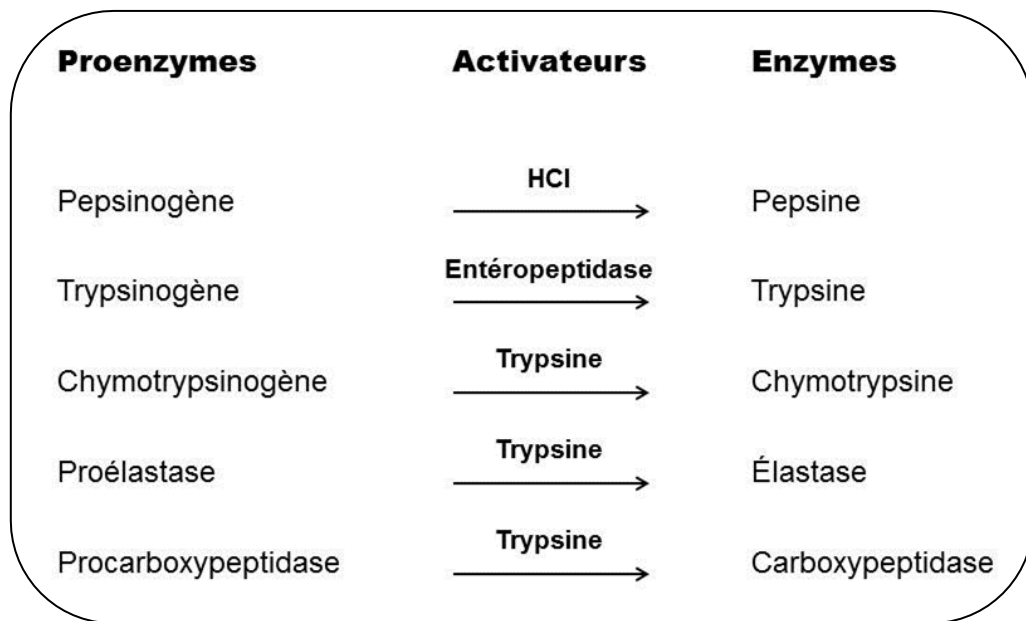 Proenzymes Activateurs Enzymes
HCl
Pepsinogène Pepsine
Entéropeptidase
Trypsinogène Trypsine
Trypsine
Chymotrypsinogène Chymotrypsine
Trypsine
Proélastase Élastase
Trypsine
Procarboxypeptidase Carboxypeptidase